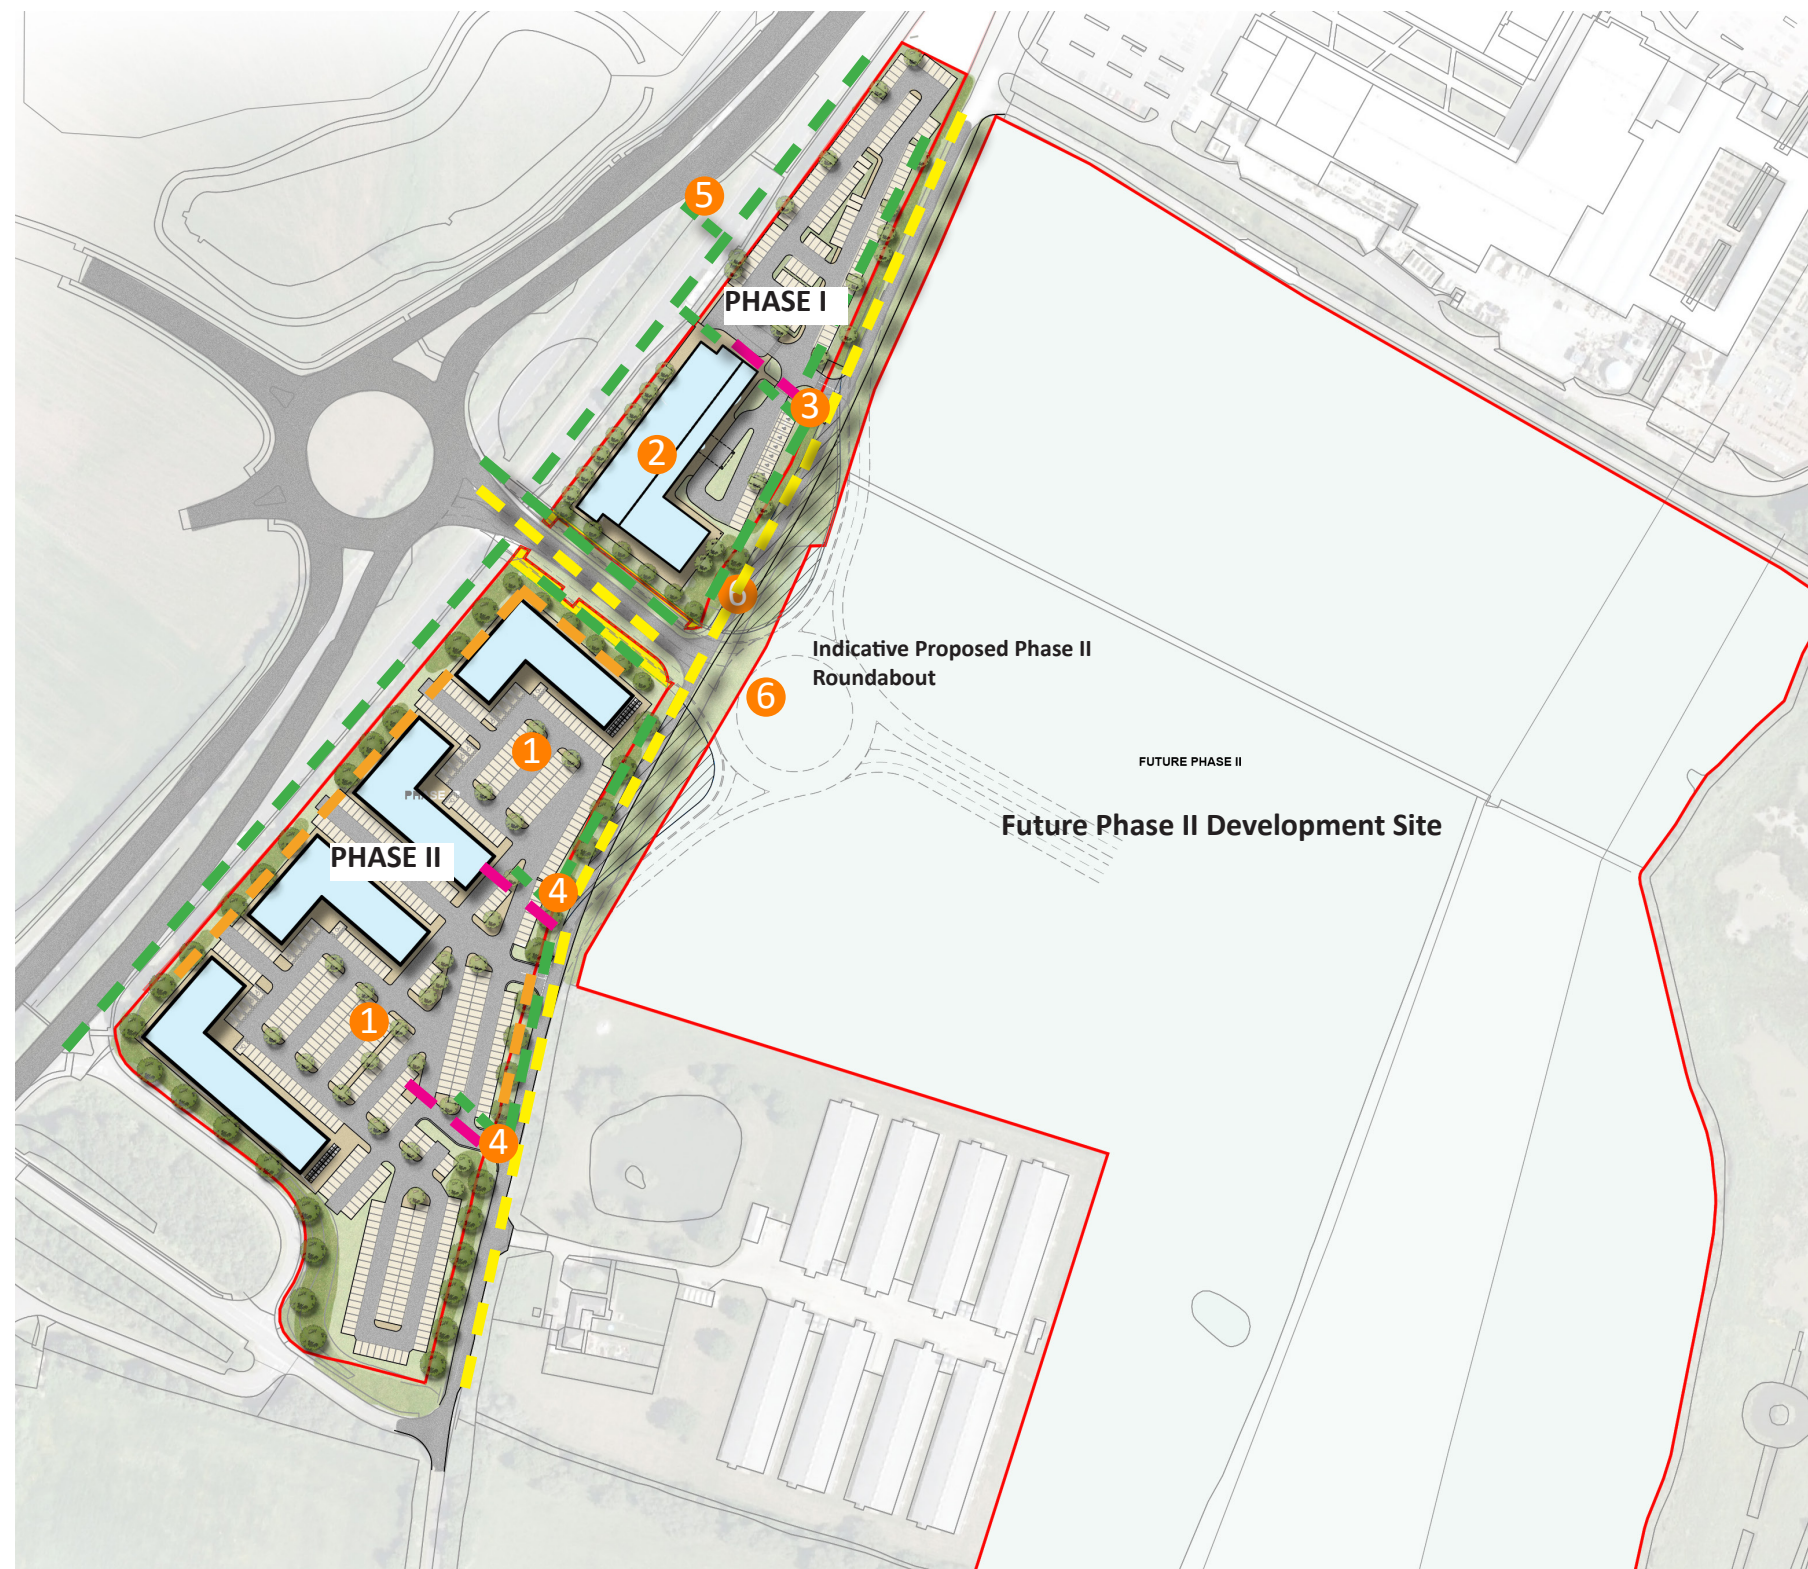 5
PHASE I
3
2
6
Indicative Proposed Phase II
Roundabout
6
1
FUTURE PHASE II
Future Phase II Development Site
PHASE II
4
1
4